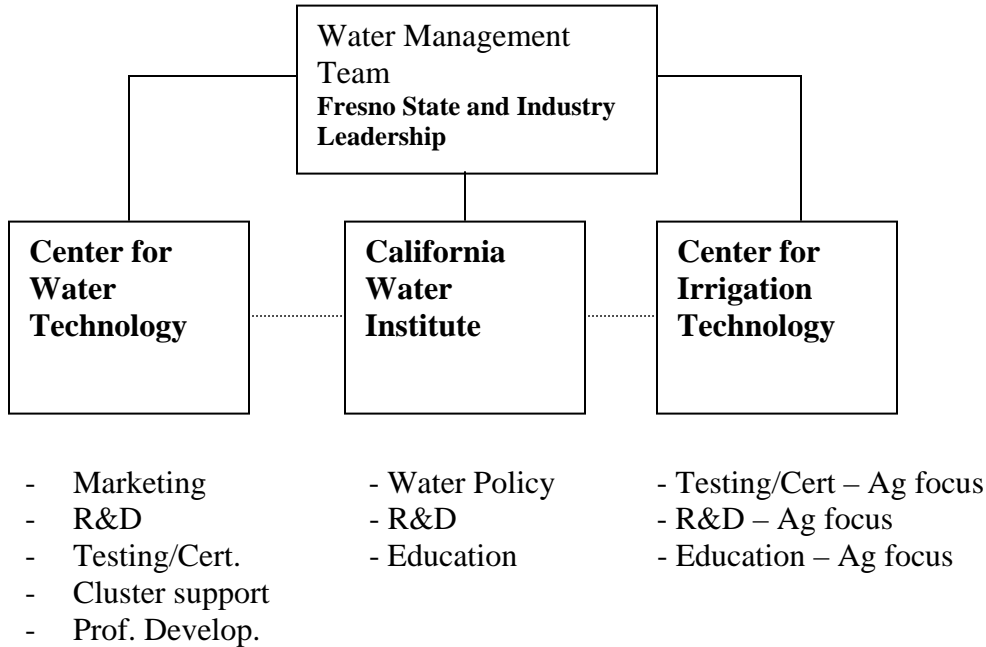 Water Management
Team
Fresno State and Industry
Leadership
Center for
Water
Technology
California
Water
Institute
Center for
Irrigation
Technology
- Marketing
- R&D
- Testing/Cert.
- Cluster support
- Prof. Develop.
- Water Policy
- R&D
- Education
- Testing/Cert – Ag focus
- R&D – Ag focus
- Education – Ag focus